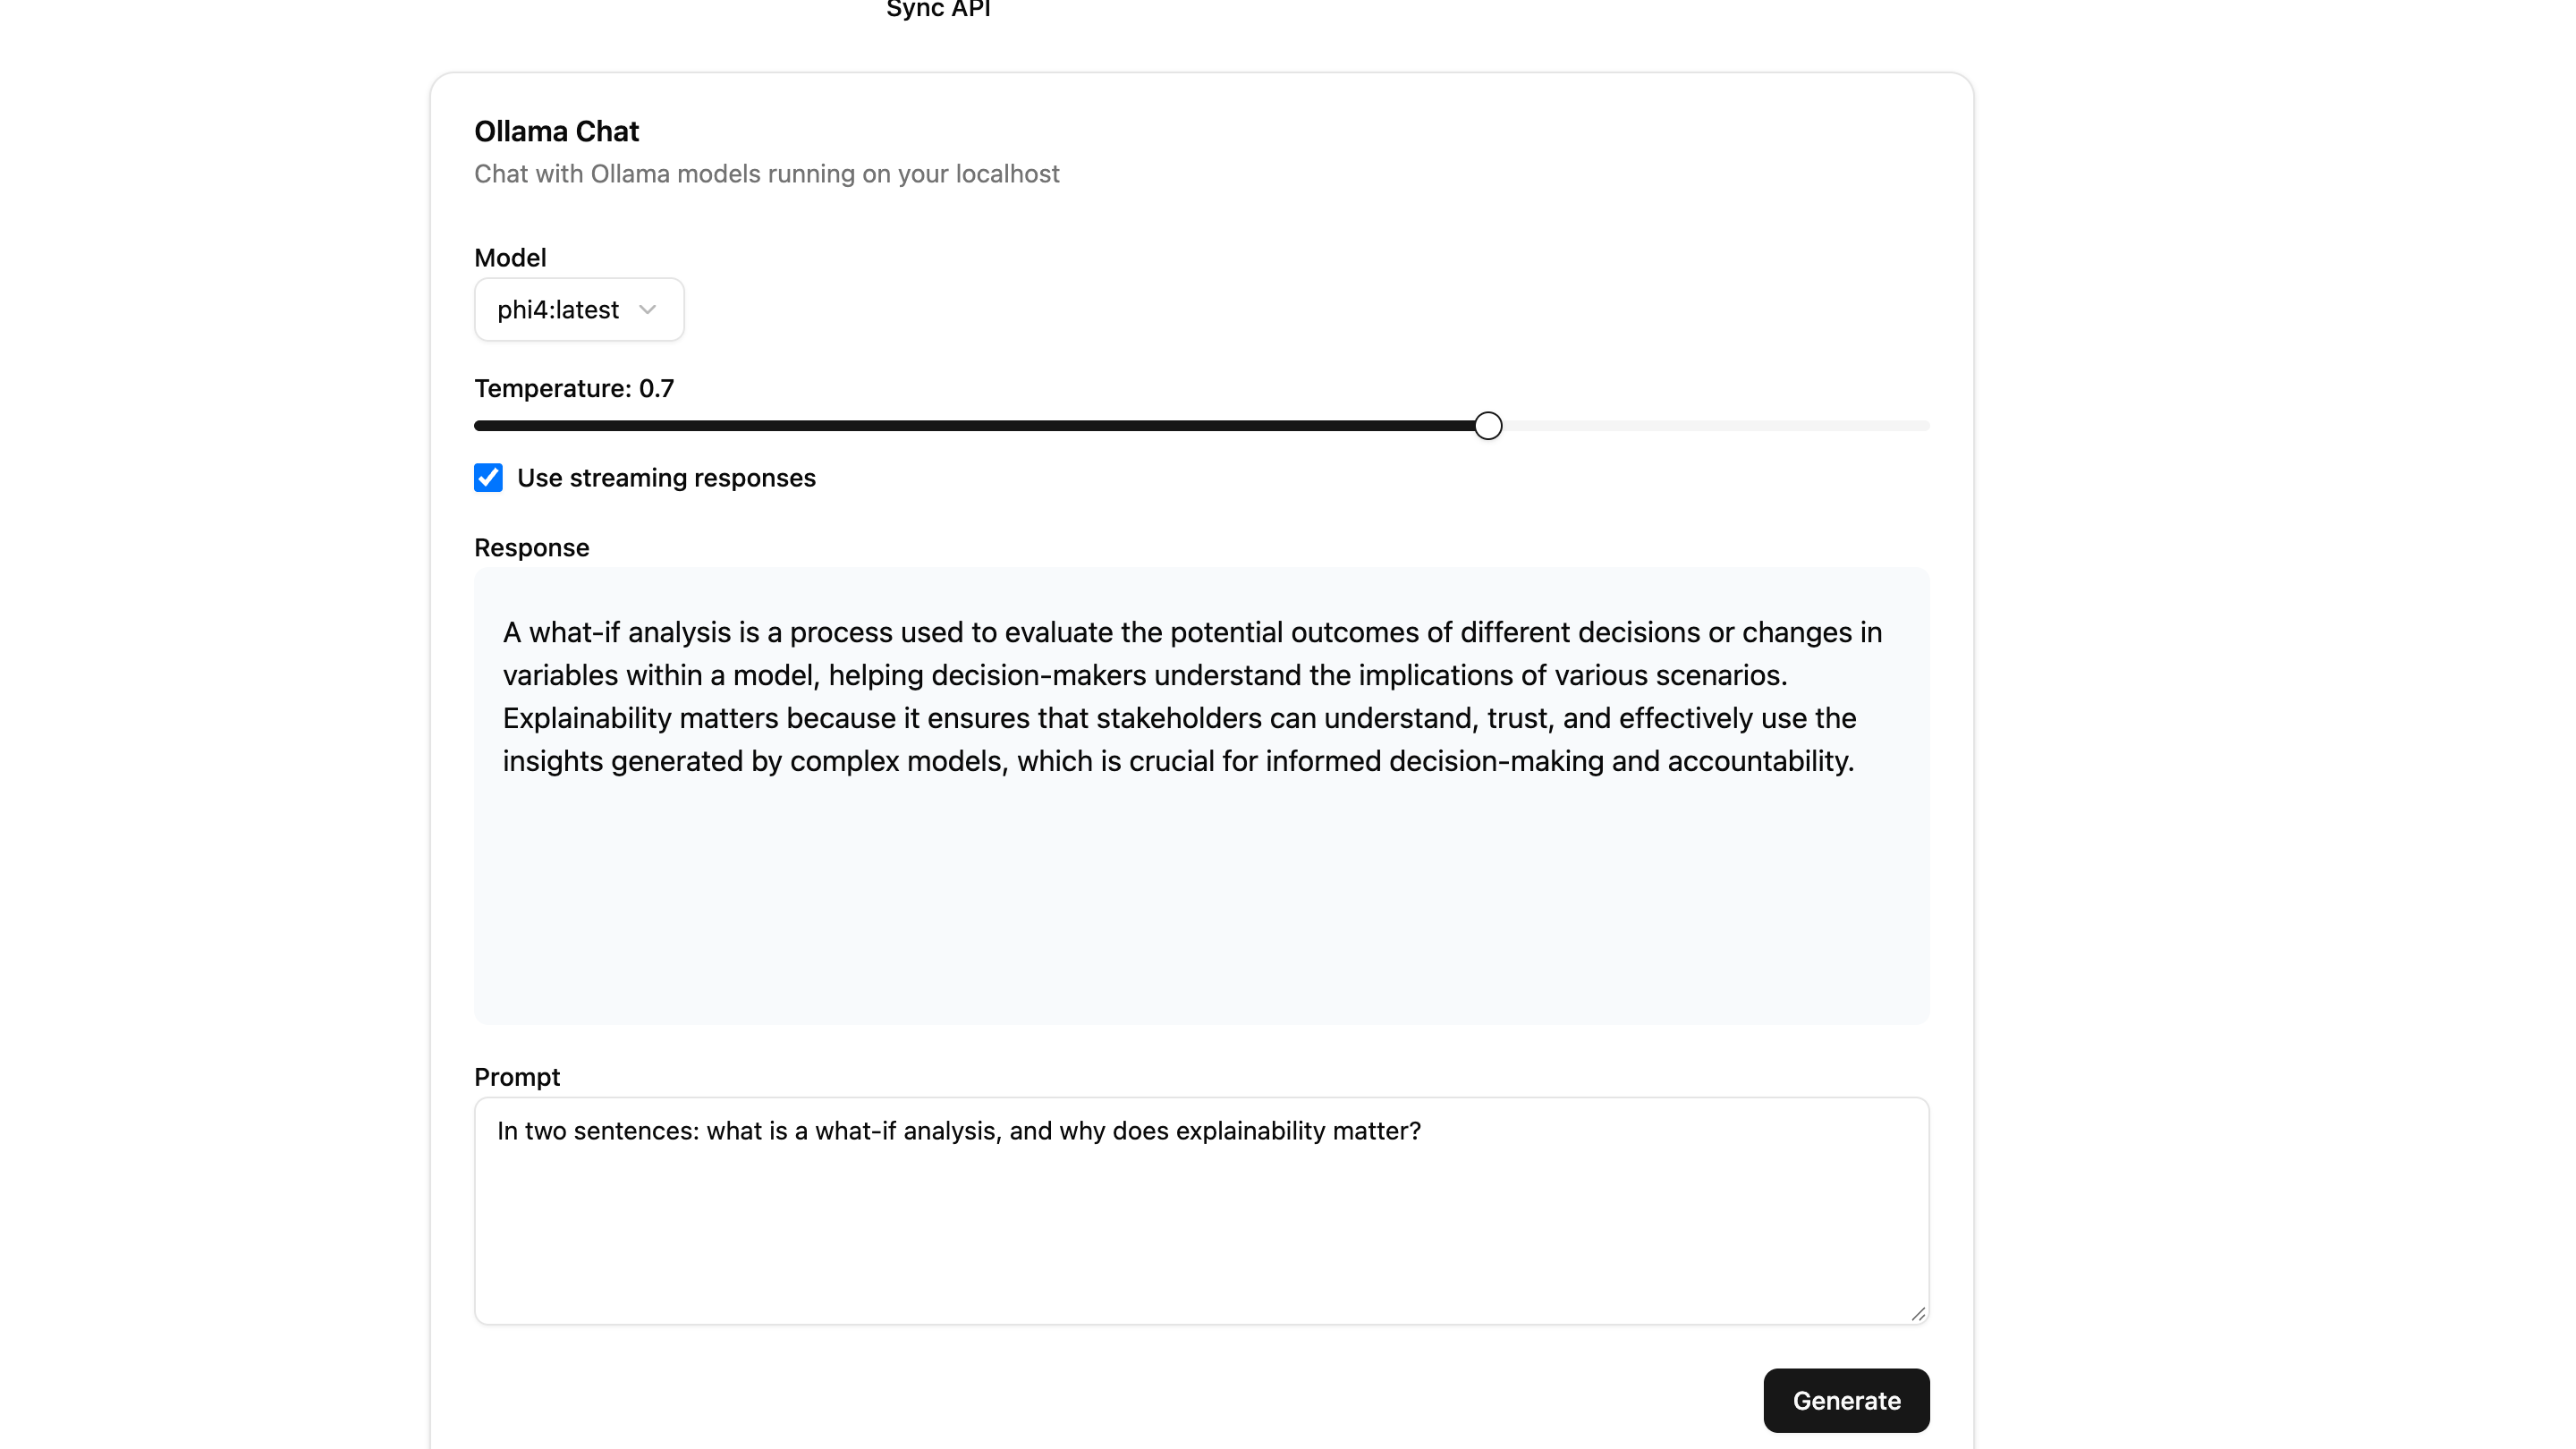 Sync API
Ollama Chat
Chat with Ollama models running on your localhost
Model
phi4:latest
Temperature: 0.7
Use streaming responses
Response
A what-if analysis is a process used to evaluate the potential outcomes of different decisions or changes in
variables within a model, helping decision-makers understand the implications of various scenarios.
Explainability matters because it ensures that stakeholders can understand, trust, and effectively use the
insights generated by complex models, which is crucial for informed decision-making and accountability.
Prompt
In two sentences: what is a what-if analysis, and why does explainability matter?
Generate